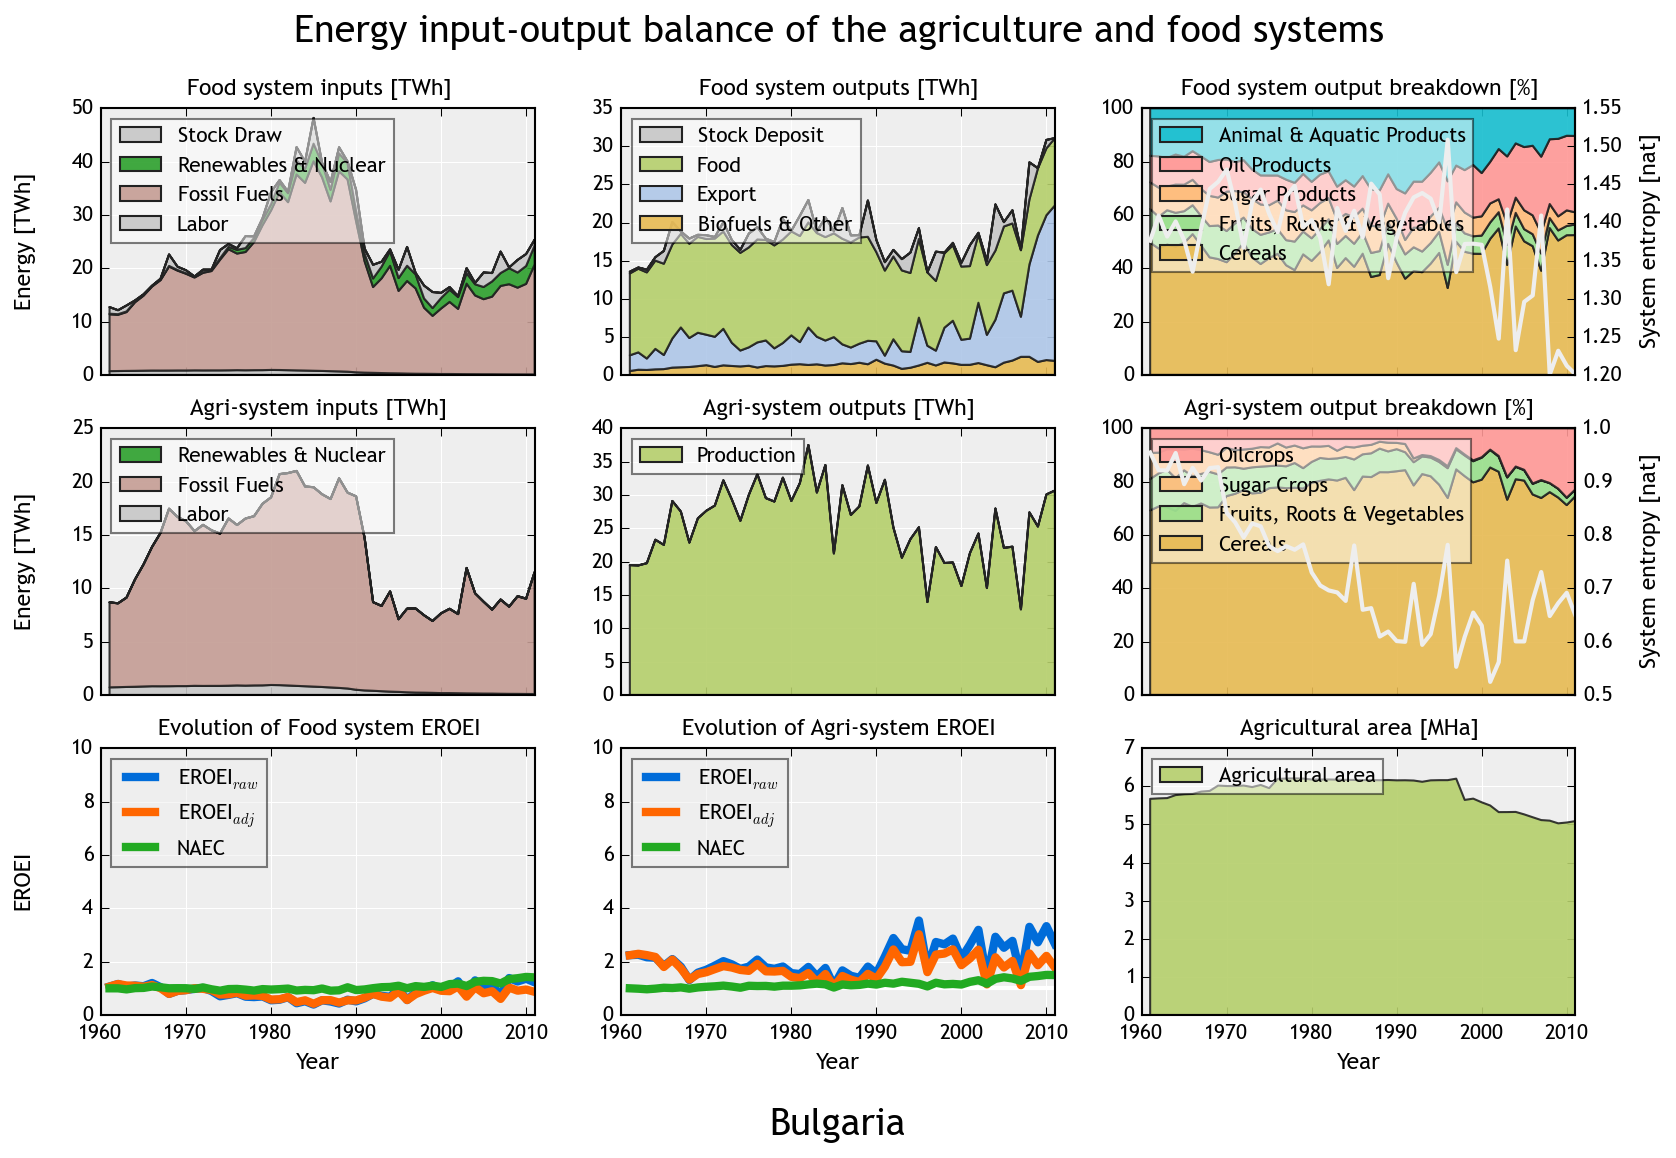 Energy input-output balance of the agriculture and food systems
Food system inputs [TWh]
Energy [TWh]
50
40
30
20
10
0
Stock Draw
Renewables & Nuclear
Fossil Fuels
Labor
Food system outputs [TWh]
35
30
25
20
15
10
5
0
Stock Deposit
Food
Export
Biofuels & Other
Food system output breakdown [%]
100
80
60
40
20
0
Animal & Aquatic Products
Oil Products
Sugar Products
Fruits, Roots & Vegetables
Cereals
1.55
1.50
1.45
1.40
1.35
1.30
1.25
1.20
System entropy [nat]
Agri-system inputs [TWh]
Energy [TWh]
25
20
15
10
5
0
Renewables & Nuclear
Fossil Fuels
Labor
Agri-system outputs [TWh]
40
35
30
25
20
15
10
5
0
Production
Agri-system output breakdown [%]
100
80
60
40
20
0
Oilcrops
Sugar Crops
Fruits, Roots & Vegetables
Cereals
1.0
0.9
0.8
0.7
0.6
0.5
System entropy [nat]
Evolution of Food system EROEI
EROEI
10
8
6
4
2
0
EROEI raw
EROEI adj
NAEC
1960 1970 1980 1990 2000 2010
Year
Evolution of Agri-system EROEI
10
8
6
4
2
0
EROEI raw
EROEI adj
NAEC
1960 1970 1980 1990 2000 2010
Year
Agricultural area [MHa]
7
6
5
4
3
2
1
0
Agricultural area
1960 1970 1980 1990 2000 2010
Year
Bulgaria